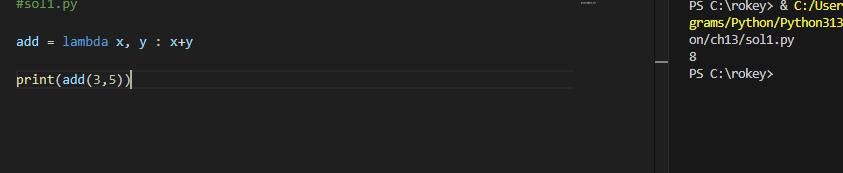 #sol1.py
add = lambda x, y : x+y
print(add(3,5))
PS C:\rokey> & C:/User
grams/Python/Python313
on/ch13/sol1.py
8
PS C:\rokey>